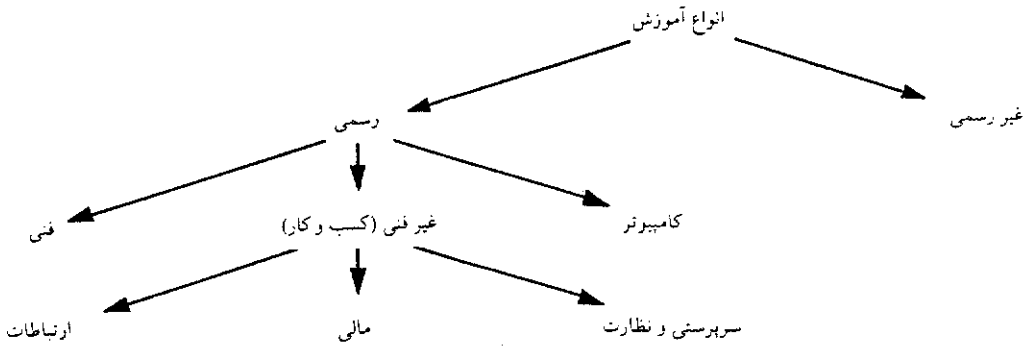 انواع آموزش
غیر رسمی
رسمی
کامپیوتر
غیر فنی (کسب و کار)
فنی
سرپرستی و نظارت
مالی
ارتباطات